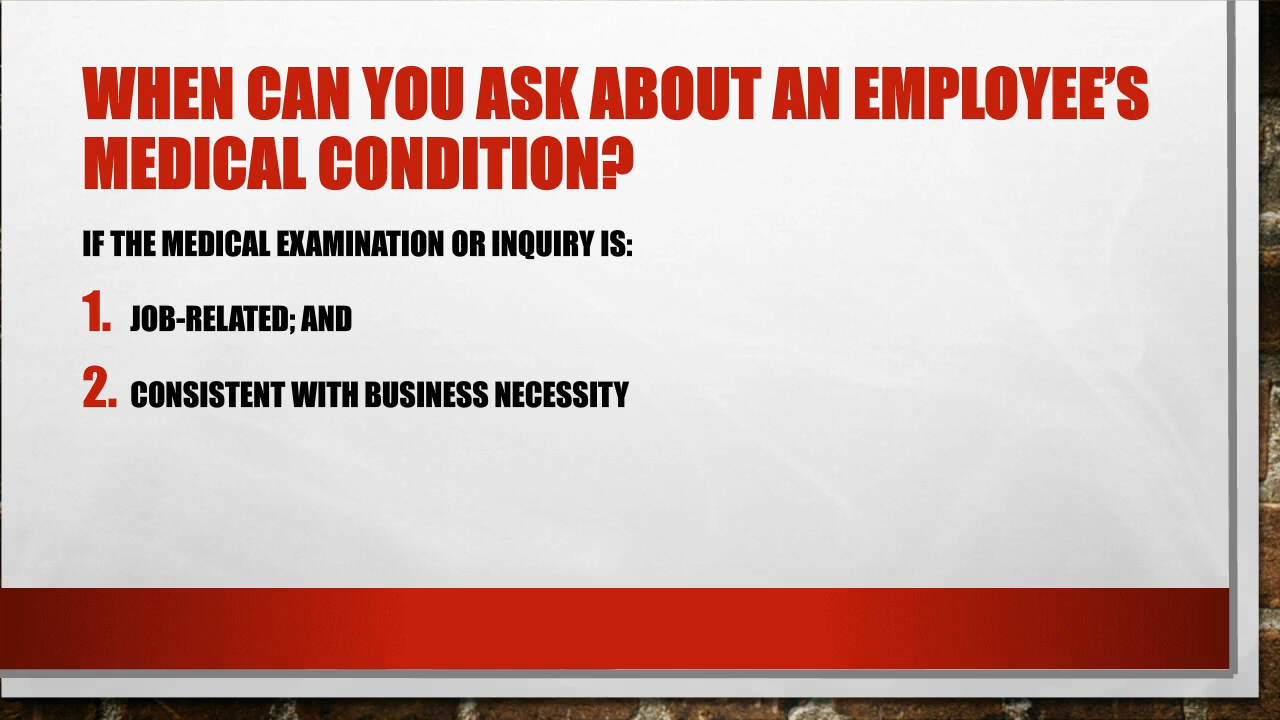 WHEN CAN YOU ASK ABOUT AN EMPLOYEE’S
MEDICAL CONDITION?
IF THE MEDICAL EXAMINATION OR INQUIRY IS:
1. JOB-RELATED; AND
2. CONSISTENT WITH BUSINESS NECESSITY